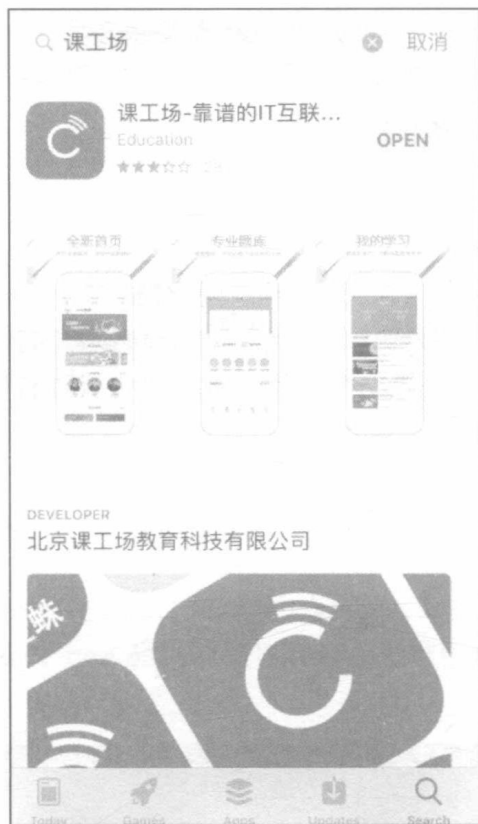 课工场
取消
课工场-靠谱的IT互联...
Education
OPEN
全新首页
专业题库
我的学习
DEVELOPER
北京课工场教育科技有限公司
蛛
Today
Games
Apps
Updates
Search